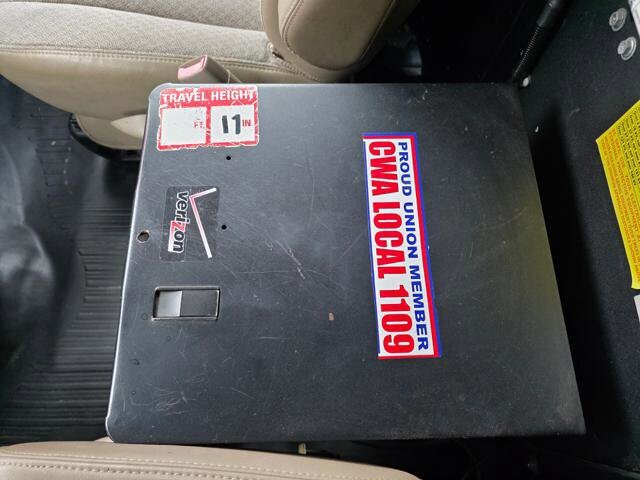 TRAVEL HEIGHT
FT. 11 IN.
verizon
PROUD UNION MEMBER
CWA LOCAL 1109